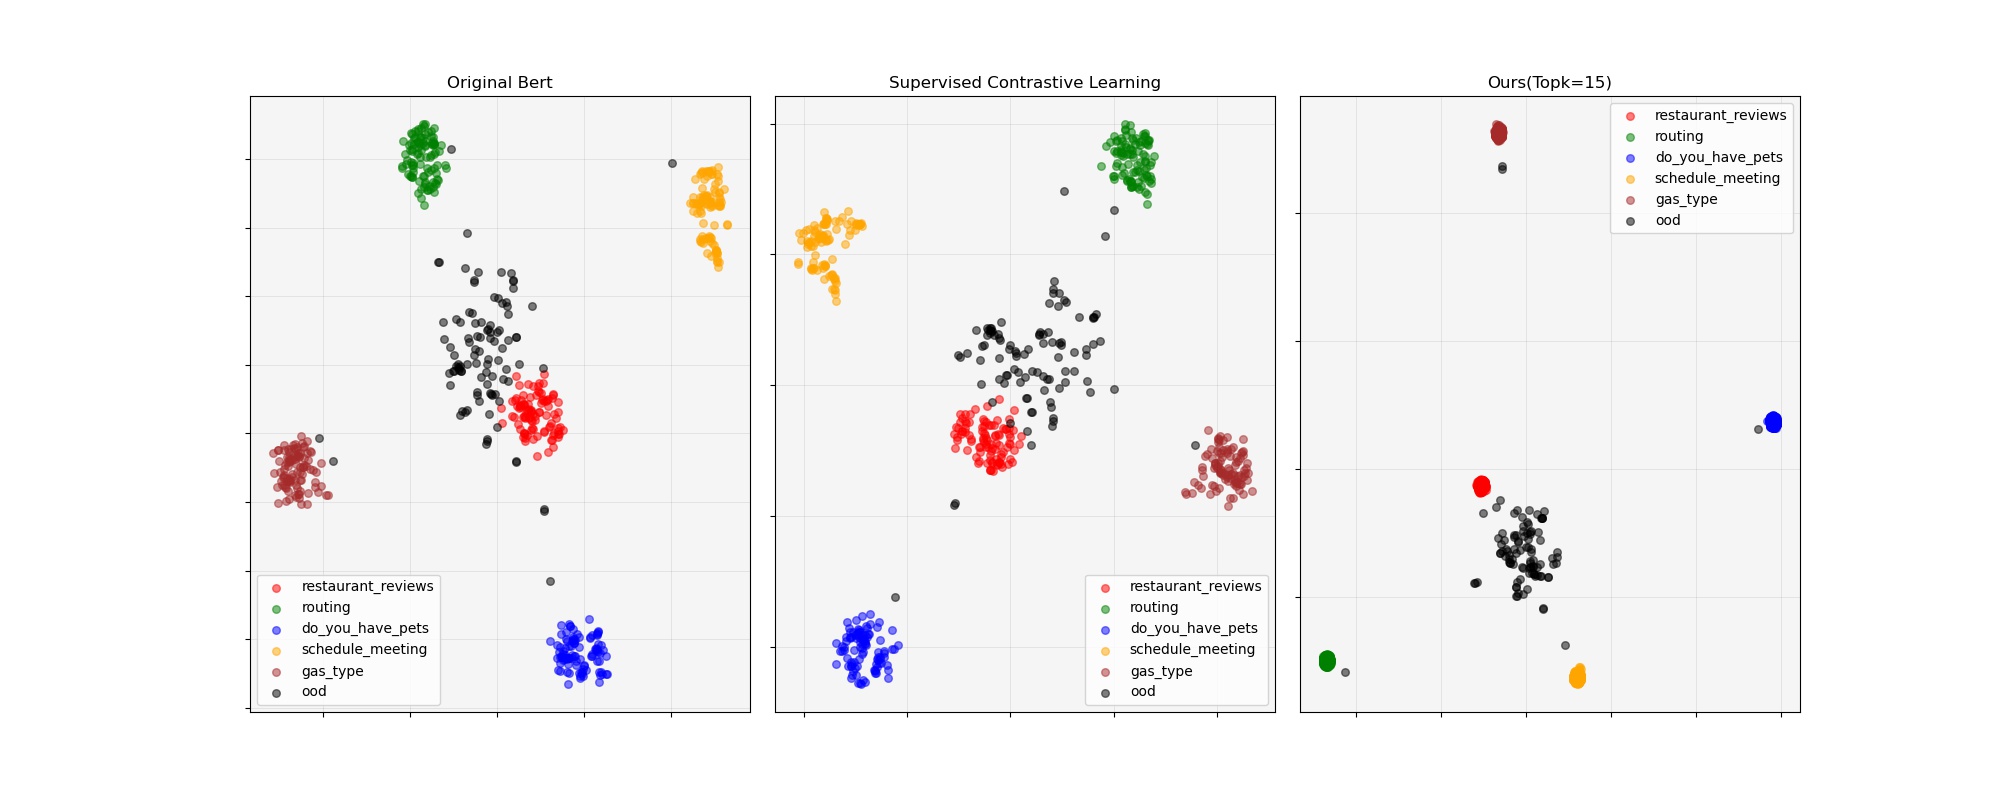 Original Bert
restaurant_reviews
routing
do_you_have_pets
schedule_meeting
gas_type
ood
Supervised Contrastive Learning
restaurant_reviews
routing
do_you_have_pets
schedule_meeting
gas_type
ood
Ours(Topk=15)
restaurant_reviews
routing
do_you_have_pets
schedule_meeting
gas_type
ood